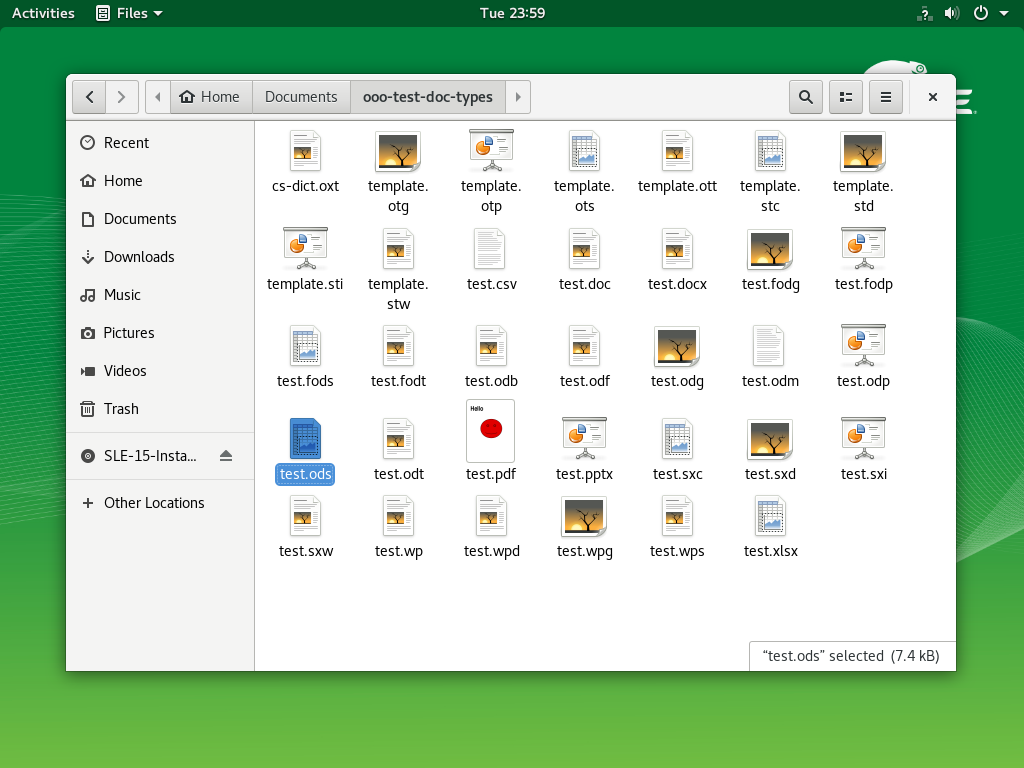 Activities Files Tue 23:59
Home Documents ooo-test-doc-types
Recent
Home
Documents
Downloads
Music
Pictures
Videos
Trash
SLE-15-Insta...
Other Locations
cs-dict.oxt template.otg template.otp template.ots template.ott template.stc template.std
template.sti template.stw test.csv test.doc test.docx test.fodg test.fodp
test.fods test.fodt test.odb test.odf test.odg test.odm test.odp
Hello
test.ods test.odt test.pdf test.pptx test.sxc test.sxd test.sxi
test.sxw test.wp test.wpd test.wpg test.wps test.xlsx
“test.ods” selected (7.4 kB)